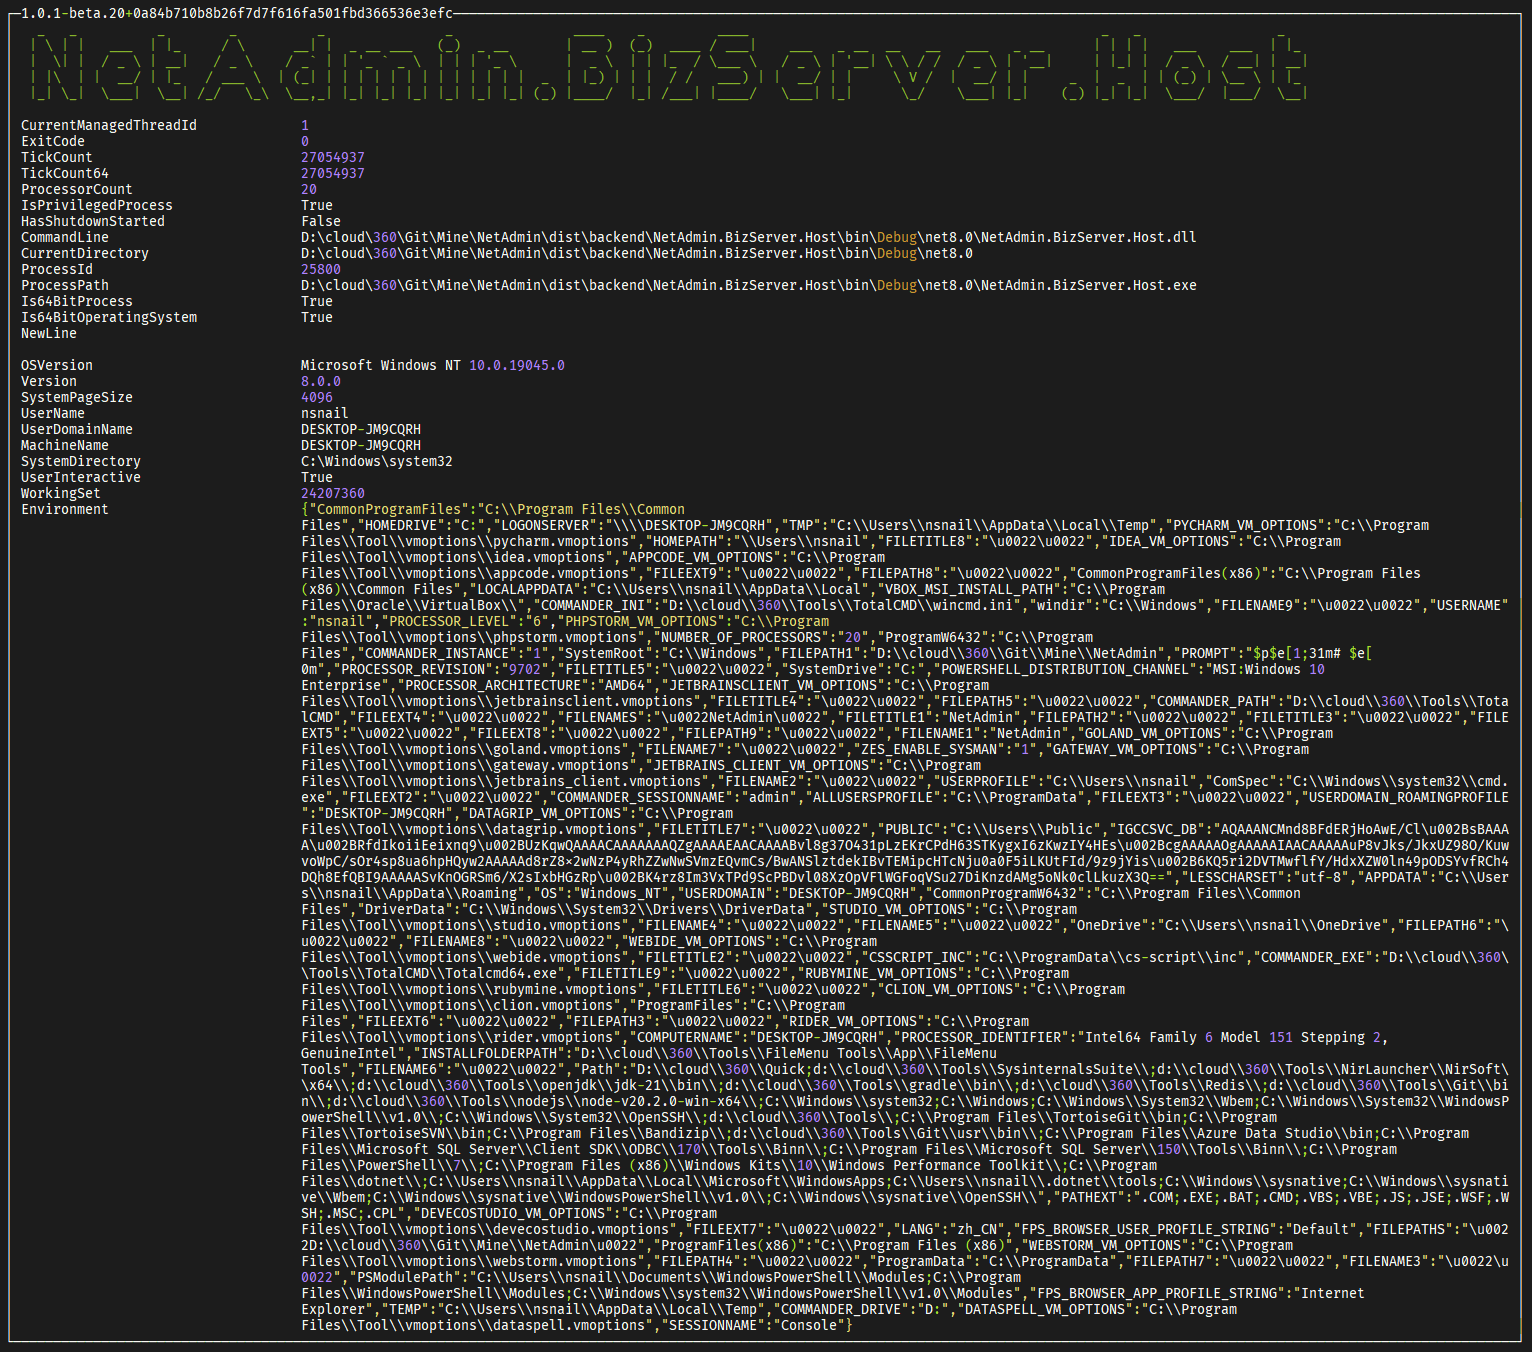 1.0.1-beta.20+0a84b710b8b26f7d7f616fa501fbd366536e3efc
NetAdmin.BizServer.Host
CurrentManagedThreadId 1
ExitCode 0
TickCount 27054937
TickCount64 27054937
ProcessorCount 20
IsPrivilegedProcess True
HasShutdownStarted False
CommandLine D:\cloud\360\Git\Mine\NetAdmin\dist\backend\NetAdmin.BizServer.Host\bin\Debug\net8.0\NetAdmin.BizServer.Host.dll
CurrentDirectory D:\cloud\360\Git\Mine\NetAdmin\dist\backend\NetAdmin.BizServer.Host\bin\Debug\net8.0
ProcessId 25800
ProcessPath D:\cloud\360\Git\Mine\NetAdmin\dist\backend\NetAdmin.BizServer.Host\bin\Debug\net8.0\NetAdmin.BizServer.Host.exe
Is64BitProcess True
Is64BitOperatingSystem True
NewLine
OSVersion Microsoft Windows NT 10.0.19045.0
Version 8.0.0
SystemPageSize 4096
UserName nsnail
UserDomainName DESKTOP-JM9CQRH
MachineName DESKTOP-JM9CQRH
SystemDirectory C:\Windows\system32
UserInteractive True
WorkingSet 24207360
Environment {"CommonProgramFiles":"C:\\Program Files\\Common
Files","HOMEDRIVE":"C:","LOGONSERVER":"\\\\DESKTOP-JM9CQRH","TMP":"C:\\Users\\nsnail\\AppData\\Local\\Temp","PYCHARM_VM_OPTIONS":"C:\\Program
Files\\Tool\\vmoptions\\pycharm.vmoptions","HOMEPATH":"\\Users\\nsnail","FILETITLE8":"\u0022\u0022","IDEA_VM_OPTIONS":"C:\\Program
Files\\Tool\\vmoptions\\idea.vmoptions","APPCODE_VM_OPTIONS":"C:\\Program
Files\\Tool\\vmoptions\\appcode.vmoptions","FILEEXT9":"\u0022\u0022","FILEPATH8":"\u0022\u0022","CommonProgramFiles(x86)":"C:\\Program Files
(x86)\\Common Files","LOCALAPPDATA":"C:\\Users\\nsnail\\AppData\\Local","VBOX_MSI_INSTALL_PATH":"C:\\Program
Files\\Oracle\\VirtualBox\\","COMMANDER_INI":"D:\\cloud\\360\\Tools\\TotalCMD\\wincmd.ini","windir":"C:\\Windows","FILENAME9":"\u0022\u0022","USERNAME"
:"nsnail","PROCESSOR_LEVEL":"6","PHPSTORM_VM_OPTIONS":"C:\\Program
Files\\Tool\\vmoptions\\phpstorm.vmoptions","NUMBER_OF_PROCESSORS":"20","ProgramW6432":"C:\\Program
Files","COMMANDER_INSTANCE":"1","SystemRoot":"C:\\Windows","FILEPATH1":"D:\\cloud\\360\\Git\\Mine\\NetAdmin","PROMPT":"$p$e[1;31m# $e[
0m","PROCESSOR_REVISION":"9702","FILETITLE5":"\u0022\u0022","SystemDrive":"C:","POWERSHELL_DISTRIBUTION_CHANNEL":"MSI:Windows 10
Enterprise","PROCESSOR_ARCHITECTURE":"AMD64","JETBRAINSCLIENT_VM_OPTIONS":"C:\\Program
Files\\Tool\\vmoptions\\jetbrainsclient.vmoptions","FILETITLE4":"\u0022\u0022","FILEPATH5":"\u0022\u0022","COMMANDER_PATH":"D:\\cloud\\360\\Tools\\Tota
lCMD","FILEEXT4":"\u0022\u0022","FILENAMES":"\u0022NetAdmin\u0022","FILETITLE1":"NetAdmin","FILEPATH2":"\u0022\u0022","FILETITLE3":"\u0022\u0022","FILE
EXT5":"\u0022\u0022","FILEEXT8":"\u0022\u0022","FILEPATH9":"\u0022\u0022","FILENAME1":"NetAdmin","GOLAND_VM_OPTIONS":"C:\\Program
Files\\Tool\\vmoptions\\goland.vmoptions","FILENAME7":"\u0022\u0022","ZES_ENABLE_SYSMAN":"1","GATEWAY_VM_OPTIONS":"C:\\Program
Files\\Tool\\vmoptions\\gateway.vmoptions","JETBRAINS_CLIENT_VM_OPTIONS":"C:\\Program
Files\\Tool\\vmoptions\\jetbrains_client.vmoptions","FILENAME2":"\u0022\u0022","USERPROFILE":"C:\\Users\\nsnail","ComSpec":"C:\\Windows\\system32\\cmd.
exe","FILEEXT2":"\u0022\u0022","COMMANDER_SESSIONNAME":"admin","ALLUSERSPROFILE":"C:\\ProgramData","FILEEXT3":"\u0022\u0022","USERDOMAIN_ROAMINGPROFILE
":"DESKTOP-JM9CQRH","DATAGRIP_VM_OPTIONS":"C:\\Program
Files\\Tool\\vmoptions\\datagrip.vmoptions","FILETITLE7":"\u0022\u0022","PUBLIC":"C:\\Users\\Public","IGCCSVC_DB":"AQAAANCMnd8BFdERjHoAwE/Cl\u002BsBAAA
A\u002BRfdIkoiiEeixnq9\u002BUzKqwQAAAACAAAAAAAQZgAAAAEAACAAAABvl8g37O431pLzEKrCPdH63STKygxI6zKwzIY4HEs\u002BcgAAAAAOgAAAAAIAACAAAAAuP8vJks/JkxUZ98O/Kuw
voWpC/sOr4sp8ua6hpHQyw2AAAAAd8rZ8×2wNzP4yRhZZwNwSVmzEQvmCs/BwANSlztdekIBvTEMipcHTcNju0a0F5iLKUtFId/9z9jYis\u002B6KQ5ri2DVTMwflfY/HdxXZW0ln49pODSYvfRCh4
DQh8EfQBI9AAAAASvKnOGRSm6/X2sIxbHGzRp\u002BK4rz8Im3VxTPd9ScPBDvl08XzOpVFlWGFoqVSu27DiKnzdAMg5oNk0clLkuzX3Q==","LESSCHARSET":"utf-8","APPDATA":"C:\\User
s\\nsnail\\AppData\\Roaming","OS":"Windows_NT","USERDOMAIN":"DESKTOP-JM9CQRH","CommonProgramW6432":"C:\\Program Files\\Common
Files","DriverData":"C:\\Windows\\System32\\Drivers\\DriverData","STUDIO_VM_OPTIONS":"C:\\Program
Files\\Tool\\vmoptions\\studio.vmoptions","FILENAME4":"\u0022\u0022","FILENAME5":"\u0022\u0022","OneDrive":"C:\\Users\\nsnail\\OneDrive","FILEPATH6":"\
u0022\u0022","FILENAME8":"\u0022\u0022","WEBIDE_VM_OPTIONS":"C:\\Program
Files\\Tool\\vmoptions\\webide.vmoptions","FILETITLE2":"\u0022\u0022","CSSCRIPT_INC":"C:\\ProgramData\\cs-script\\inc","COMMANDER_EXE":"D:\\cloud\\360\
\Tools\\TotalCMD\\Totalcmd64.exe","FILETITLE9":"\u0022\u0022","RUBYMINE_VM_OPTIONS":"C:\\Program
Files\\Tool\\vmoptions\\rubymine.vmoptions","FILETITLE6":"\u0022\u0022","CLION_VM_OPTIONS":"C:\\Program
Files\\Tool\\vmoptions\\clion.vmoptions","ProgramFiles":"C:\\Program
Files","FILEEXT6":"\u0022\u0022","FILEPATH3":"\u0022\u0022","RIDER_VM_OPTIONS":"C:\\Program
Files\\Tool\\vmoptions\\rider.vmoptions","COMPUTERNAME":"DESKTOP-JM9CQRH","PROCESSOR_IDENTIFIER":"Intel64 Family 6 Model 151 Stepping 2,
GenuineIntel","INSTALLFOLDERPATH":"D:\\cloud\\360\\Tools\\FileMenu Tools\\App\\FileMenu
Tools","FILENAME6":"\u0022\u0022","Path":"D:\\cloud\\360\\Quick;d:\\cloud\\360\\Tools\\SysinternalsSuite\\;d:\\cloud\\360\\Tools\\NirLauncher\\NirSoft\
\x64\\;d:\\cloud\\360\\Tools\\openjdk\\jdk-21\\bin\\;d:\\cloud\\360\\Tools\\gradle\\bin\\;d:\\cloud\\360\\Tools\\Redis\\;d:\\cloud\\360\\Tools\\Git\\bi
n\\;d:\\cloud\\360\\Tools\\nodejs\\node-v20.2.0-win-x64\\;C:\\Windows\\system32;C:\\Windows;C:\\Windows\\System32\\Wbem;C:\\Windows\\System32\\WindowsP
owerShell\\v1.0\\;C:\\Windows\\System32\\OpenSSH\\;d:\\cloud\\360\\Tools\\;C:\\Program Files\\TortoiseGit\\bin;C:\\Program
Files\\TortoiseSVN\\bin;C:\\Program Files\\Bandizip\\;d:\\cloud\\360\\Tools\\Git\\usr\\bin\\;C:\\Program Files\\Azure Data Studio\\bin;C:\\Program
Files\\Microsoft SQL Server\\Client SDK\\ODBC\\170\\Tools\\Binn\\;C:\\Program Files\\Microsoft SQL Server\\150\\Tools\\Binn\\;C:\\Program
Files\\PowerShell\\7\\;C:\\Program Files (x86)\\Windows Kits\\10\\Windows Performance Toolkit\\;C:\\Program
Files\\dotnet\\;C:\\Users\\nsnail\\AppData\\Local\\Microsoft\\WindowsApps;C:\\Users\\nsnail\\.dotnet\\tools;C:\\Windows\\sysnative;C:\\Windows\\sysnati
ve\\Wbem;C:\\Windows\\sysnative\\WindowsPowerShell\\v1.0\\;C:\\Windows\\sysnative\\OpenSSH\\","PATHEXT":".COM;.EXE;.BAT;.CMD;.VBS;.VBE;.JS;.JSE;.WSF;.W
SH;.MSC;.CPL","DEVECOSTUDIO_VM_OPTIONS":"C:\\Program
Files\\Tool\\vmoptions\\devecostudio.vmoptions","FILEEXT7":"\u0022\u0022","LANG":"zh_CN","FPS_BROWSER_USER_PROFILE_STRING":"Default","FILEPATHS":"\u002
2D:\\cloud\\360\\Git\\Mine\\NetAdmin\u0022","ProgramFiles(x86)":"C:\\Program Files (x86)","WEBSTORM_VM_OPTIONS":"C:\\Program
Files\\Tool\\vmoptions\\webstorm.vmoptions","FILEPATH4":"\u0022\u0022","ProgramData":"C:\\ProgramData","FILEPATH7":"\u0022\u0022","FILENAME3":"\u0022\u
0022","PSModulePath":"C:\\Users\\nsnail\\Documents\\WindowsPowerShell\\Modules;C:\\Program
Files\\WindowsPowerShell\\Modules;C:\\Windows\\system32\\WindowsPowerShell\\v1.0\\Modules","FPS_BROWSER_APP_PROFILE_STRING":"Internet
Explorer","TEMP":"C:\\Users\\nsnail\\AppData\\Local\\Temp","COMMANDER_DRIVE":"D:","DATASPELL_VM_OPTIONS":"C:\\Program
Files\\Tool\\vmoptions\\dataspell.vmoptions","SESSIONNAME":"Console"}